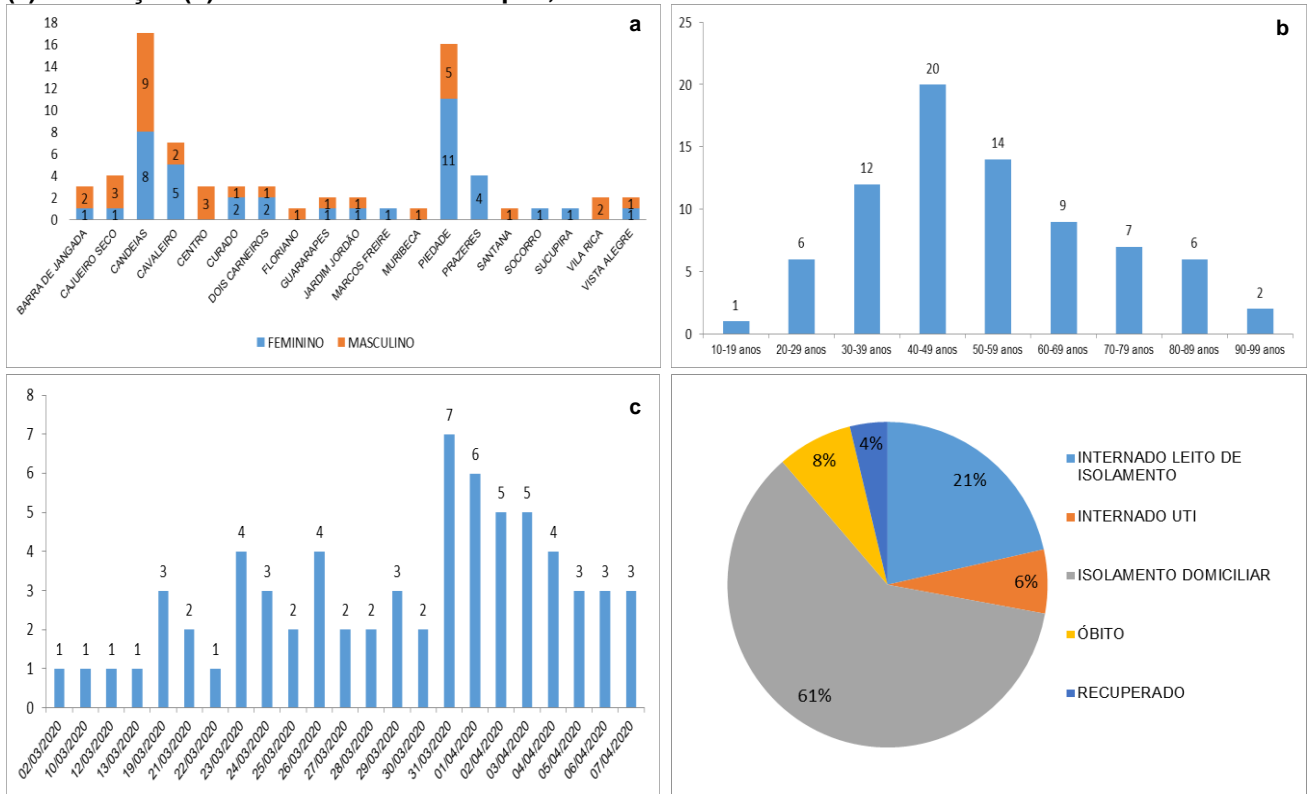 a
18
16
14
12
10
8
6
4
2
0
2 1
3 1
9 8
2 5
3
1 2
1 2
1
1 1
1 1
1
1
5 11
4
1
1
1
2
1 1
BARRA DE JANGADA
CAJUEIRO SECO
CANDEIAS
CAVALEIRO
CENTRO
CURADO
DOIS CARNEIROS
FLORIANO
GUARARAPES
JARDIM JORDÃO
MARCOS FREIRE
MURIBECA
PIEDADE
PRAZERES
SANTANA
SOCORRO
SUCUPIRA
VILA RICA
VISTA ALEGRE
FEMININO MASCULINO
b
25
20
15
10
5
0
1 6 12 20 14 9 7 6 2
10-19 anos 20-29 anos 30-39 anos 40-49 anos 50-59 anos 60-69 anos 70-79 anos 80-89 anos 90-99 anos
c
8
7
6
5
4
3
2
1
0
1 1 1 1 3 2 1 4 3 2 4 2 2 3 2 7 6 5 5 4 3 3 3
02/03/2020
10/03/2020
12/03/2020
13/03/2020
19/03/2020
21/03/2020
22/03/2020
23/03/2020
24/03/2020
25/03/2020
26/03/2020
27/03/2020
28/03/2020
29/03/2020
30/03/2020
31/03/2020
01/04/2020
02/04/2020
03/04/2020
04/04/2020
05/04/2020
06/04/2020
07/04/2020
4%
8%
21%
6%
61%
INTERNADO LEITO DE
ISOLAMENTO
INTERNADO UTI
ISOLAMENTO DOMICILIAR
ÓBITO
RECUPERADO